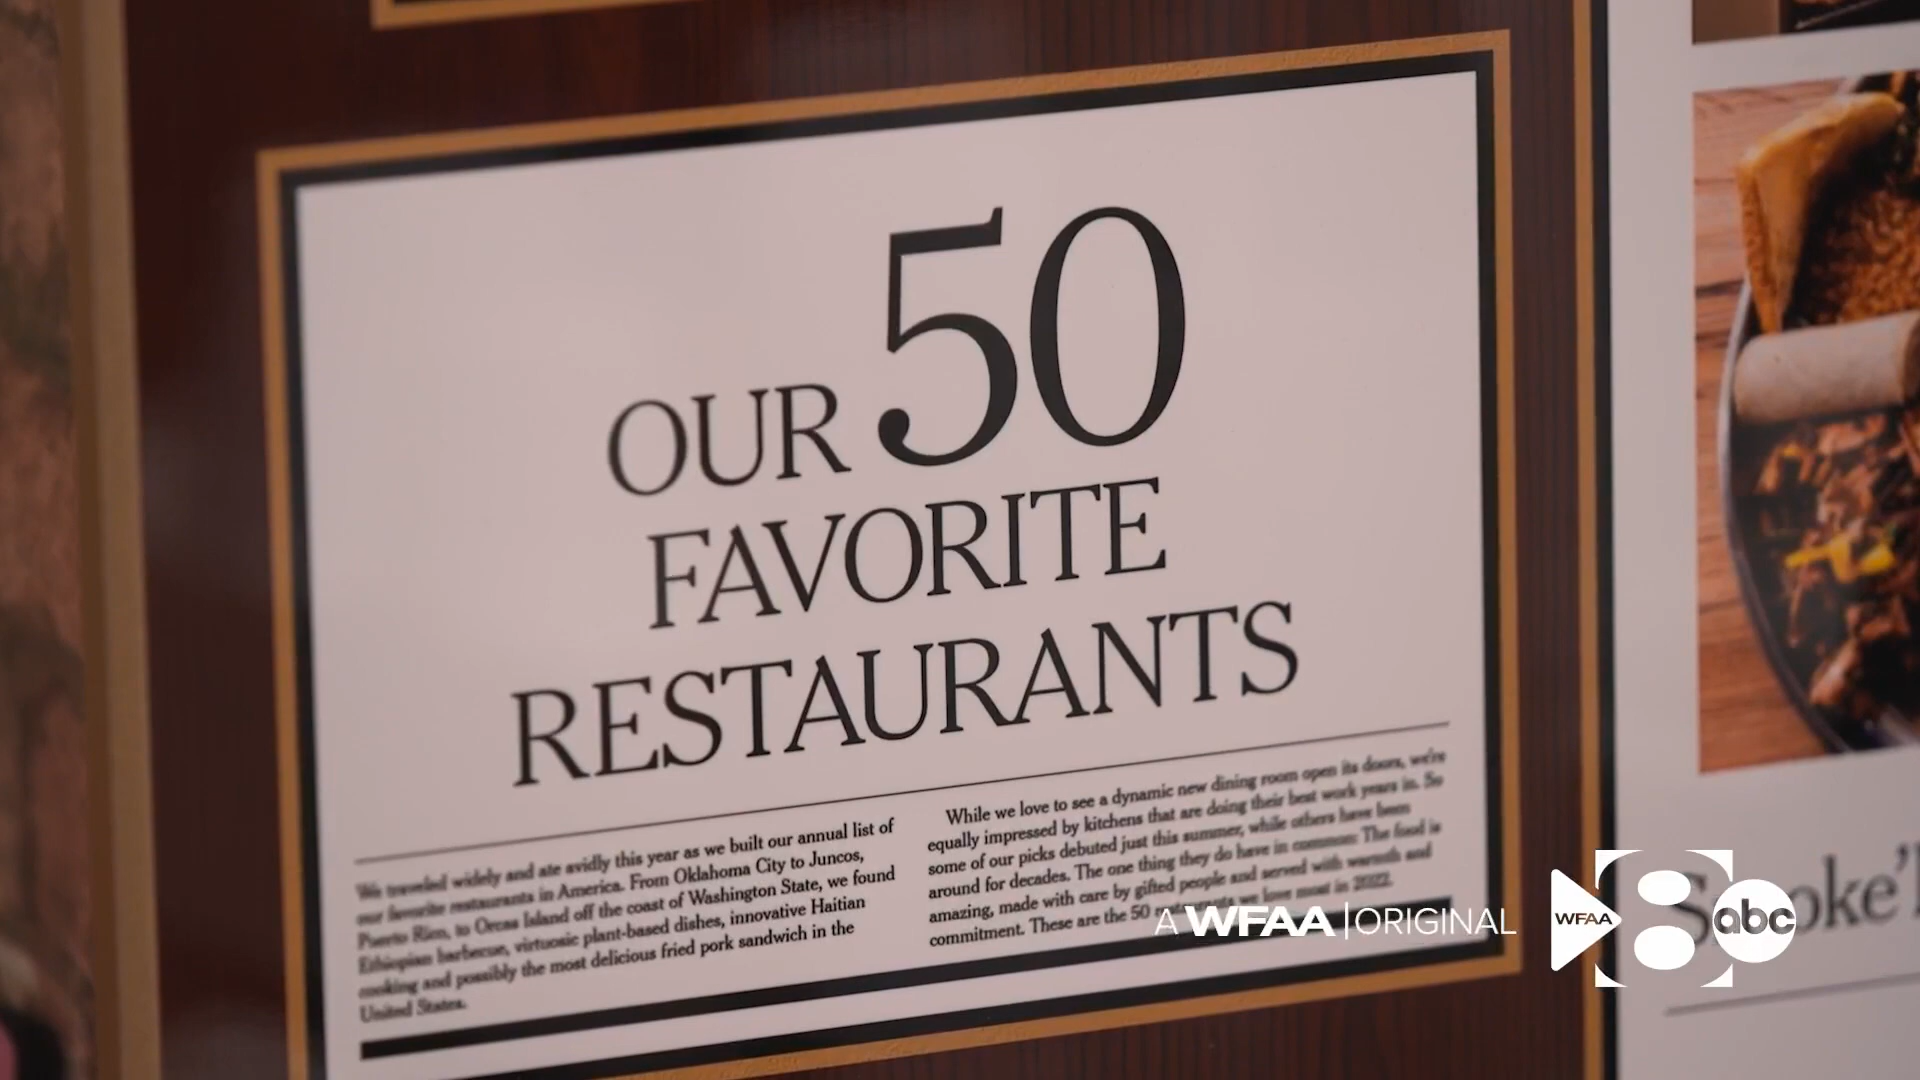 OUR 50
FAVORITE
RESTAURANTS
We traveled widely and ate avidly this year as we built our annual list of
our favorite restaurants in America. From Oklahoma City to Juncos,
Puerto Rico, to Orcas Island off the coast of Washington State, we found
Ethiopian barbecue, virtuosic plant-based dishes, innovative Haitian
cooking and possibly the most delicious fried pork sandwich in the
United States.
While we love to see a dynamic new dining room open its doors, we're
equally impressed by kitchens that are doing their best work years in. So
some of our picks debuted just this summer, while others have been
around for decades. The one thing they do have in common: The food is
amazing, made with care by gifted people and served with warmth and
commitment. These are the 50 restaurants we love most in 2022.
A WFAA | ORIGINAL
WFAA 8 abc